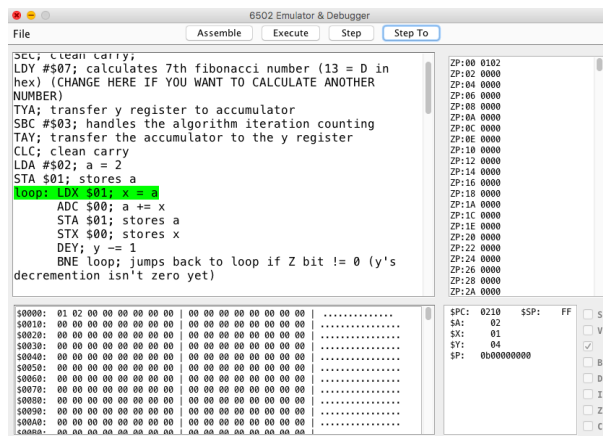 6502 Emulator & Debugger
File
Assemble
Execute
Step
Step To
SEC; clean carry;
LDY #$07; calculates 7th fibonacci number (13 = D in
hex) (CHANGE HERE IF YOU WANT TO CALCULATE ANOTHER
NUMBER)
TYA; transfer y register to accumulator
SBC #$03; handles the algorithm iteration counting
TAY; transfer the accumulator to the y register
CLC; clean carry
LDA #$02; a = 2
STA $01; stores a
loop: LDX $01; x = a
ADC $00; a += x
STA $01; stores a
STX $00; stores x
DEY; y -= 1
BNE loop; jumps back to loop if Z bit != 0 (y's
decremention isn't zero yet)
ZP:00 0102
ZP:02 0000
ZP:04 0000
ZP:06 0000
ZP:08 0000
ZP:0A 0000
ZP:0C 0000
ZP:0E 0000
ZP:10 0000
ZP:12 0000
ZP:14 0000
ZP:16 0000
ZP:18 0000
ZP:1A 0000
ZP:1C 0000
ZP:1E 0000
ZP:20 0000
ZP:22 0000
ZP:24 0000
ZP:26 0000
ZP:28 0000
ZP:2A 0000
$0000: 01 02 00 00 00 00 00 00 | 00 00 00 00 00 00 00 00 | ..............
$0010: 00 00 00 00 00 00 00 00 | 00 00 00 00 00 00 00 00 | ................
$0020: 00 00 00 00 00 00 00 00 | 00 00 00 00 00 00 00 00 | ................
$0030: 00 00 00 00 00 00 00 00 | 00 00 00 00 00 00 00 00 | ................
$0040: 00 00 00 00 00 00 00 00 | 00 00 00 00 00 00 00 00 | ................
$0050: 00 00 00 00 00 00 00 00 | 00 00 00 00 00 00 00 00 | ................
$0060: 00 00 00 00 00 00 00 00 | 00 00 00 00 00 00 00 00 | ................
$0070: 00 00 00 00 00 00 00 00 | 00 00 00 00 00 00 00 00 | ................
$0080: 00 00 00 00 00 00 00 00 | 00 00 00 00 00 00 00 00 | ................
$0090: 00 00 00 00 00 00 00 00 | 00 00 00 00 00 00 00 00 | ................
$00A0: 00 00 00 00 00 00 00 00 | 00 00 00 00 00 00 00 00 | ................
$00B0: 00 00 00 00 00 00 00 00 | 00 00 00 00 00 00 00 00 | ................
$PC: 0210 $SP: FF
$A: 02
$X: 01
$Y: 04
$P: 0b00000000
S
V
B
D
I
Z
C